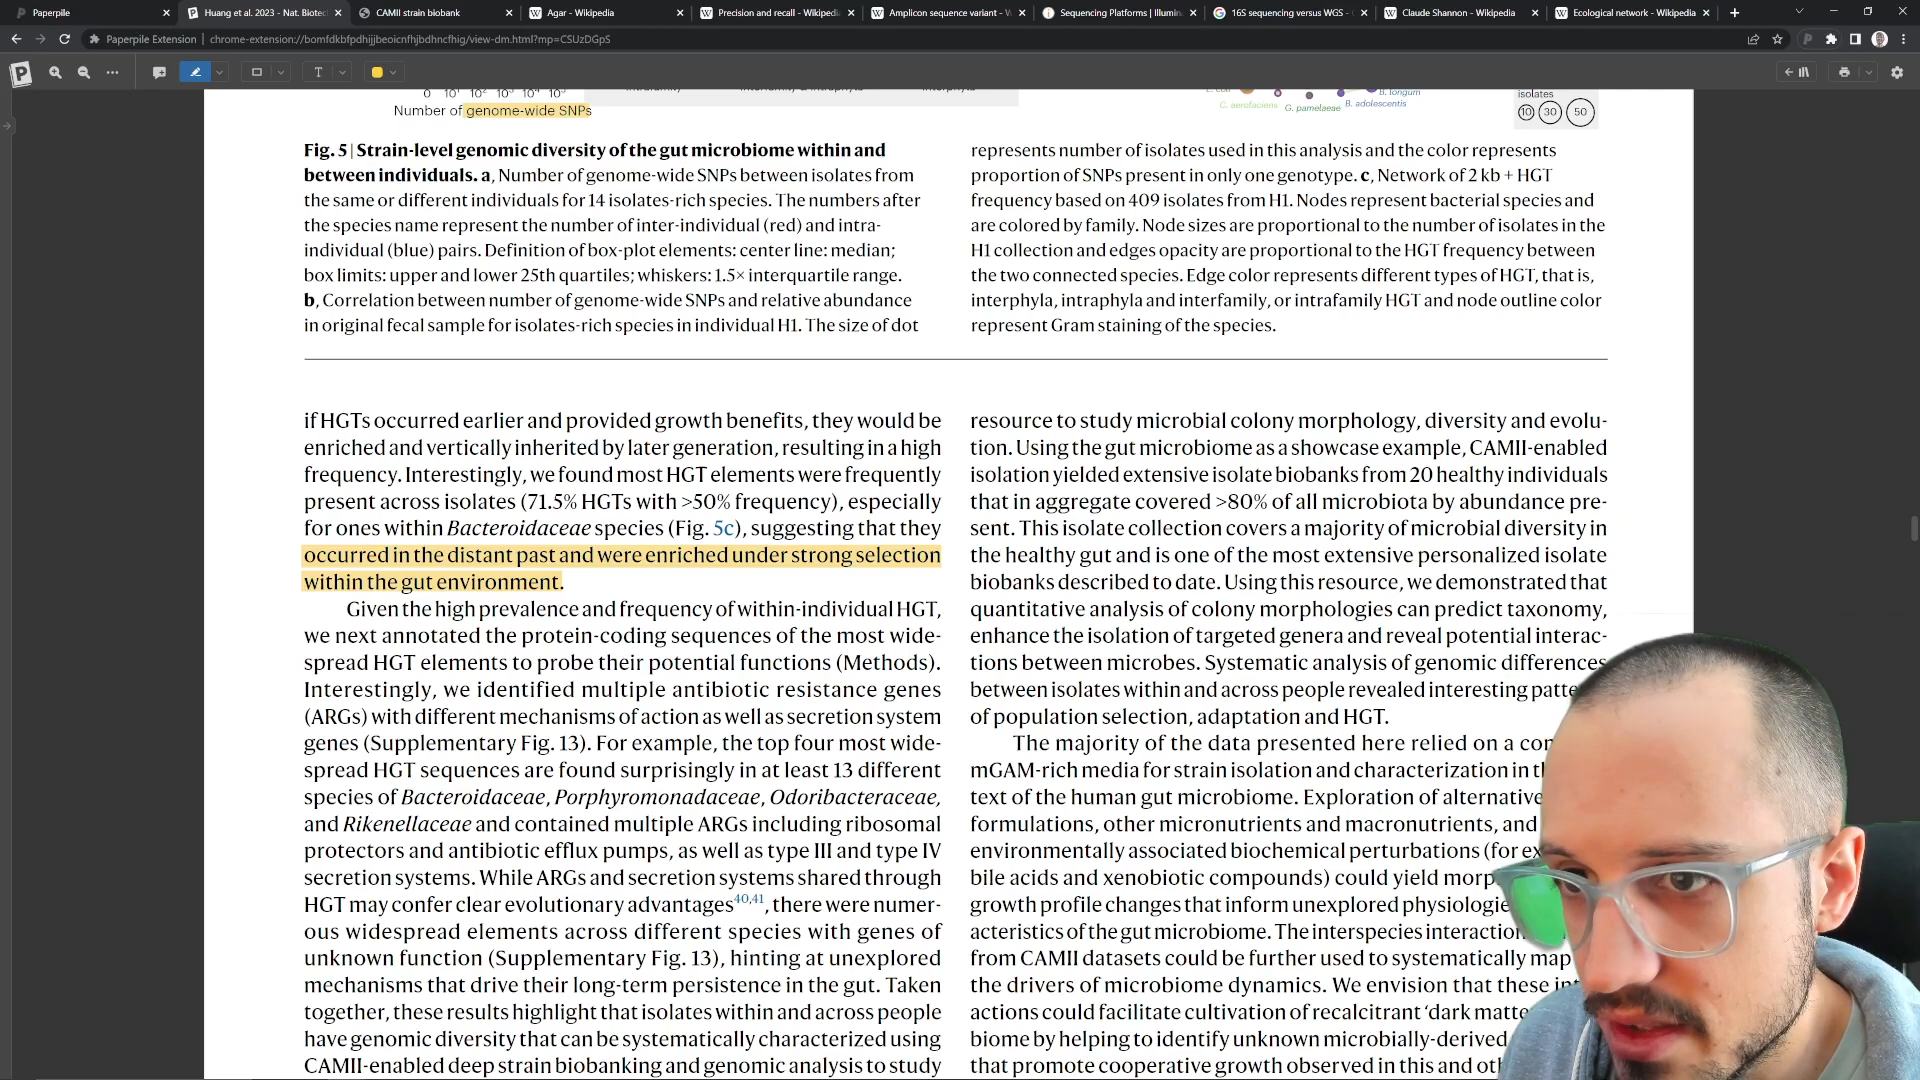 Paperpile
Huang et al. 2023 - Nat. Biotec
CAMII strain biobank
Agar - Wikipedia
Precision and recall - Wikipedi
Amplicon sequence variant - W
Sequencing Platforms | Illumin
16S sequencing versus WGS -
Claude Shannon - Wikipedia
Ecological network - Wikipedia
Paperpile Extension | chrome-extension://bomfdkbfpdhijjbeoicnfhjbdhncfhig/view-dm.html?mp=CSUzDGpS
0 10¹ 10² 10³ 10⁴ 10⁵
Number of genome-wide SNPs
C. aerofaciens
G. pamelaeae
B. longum
B. adolescentis
isolates
10 30 50
Fig. 5 | Strain-level genomic diversity of the gut microbiome within and
between individuals. a, Number of genome-wide SNPs between isolates from
the same or different individuals for 14 isolates-rich species. The numbers after
the species name represent the number of inter-individual (red) and intra-
individual (blue) pairs. Definition of box-plot elements: center line: median;
box limits: upper and lower 25th quartiles; whiskers: 1.5× interquartile range.
b, Correlation between number of genome-wide SNPs and relative abundance
in original fecal sample for isolates-rich species in individual H1. The size of dot
represents number of isolates used in this analysis and the color represents
proportion of SNPs present in only one genotype. c, Network of 2 kb + HGT
frequency based on 409 isolates from H1. Nodes represent bacterial species and
are colored by family. Node sizes are proportional to the number of isolates in the
H1 collection and edges opacity are proportional to the HGT frequency between
the two connected species. Edge color represents different types of HGT, that is,
interphyla, intraphyla and interfamily, or intrafamily HGT and node outline color
represent Gram staining of the species.
if HGTs occurred earlier and provided growth benefits, they would be
enriched and vertically inherited by later generation, resulting in a high
frequency. Interestingly, we found most HGT elements were frequently
present across isolates (71.5% HGTs with >50% frequency), especially
for ones within Bacteroidaceae species (Fig. 5c), suggesting that they
occurred in the distant past and were enriched under strong selection
within the gut environment.
Given the high prevalence and frequency of within-individual HGT,
we next annotated the protein-coding sequences of the most wide-
spread HGT elements to probe their potential functions (Methods).
Interestingly, we identified multiple antibiotic resistance genes
(ARGs) with different mechanisms of action as well as secretion system
genes (Supplementary Fig. 13). For example, the top four most wide-
spread HGT sequences are found surprisingly in at least 13 different
species of Bacteroidaceae, Porphyromonadaceae, Odoribacteraceae,
and Rikenellaceae and contained multiple ARGs including ribosomal
protectors and antibiotic efflux pumps, as well as type III and type IV
secretion systems. While ARGs and secretion systems shared through
HGT may confer clear evolutionary advantages40,41, there were numer-
ous widespread elements across different species with genes of
unknown function (Supplementary Fig. 13), hinting at unexplored
mechanisms that drive their long-term persistence in the gut. Taken
together, these results highlight that isolates within and across people
have genomic diversity that can be systematically characterized using
CAMII-enabled deep strain biobanking and genomic analysis to study
resource to study microbial colony morphology, diversity and evolu-
tion. Using the gut microbiome as a showcase example, CAMII-enabled
isolation yielded extensive isolate biobanks from 20 healthy individuals
that in aggregate covered >80% of all microbiota by abundance pre-
sent. This isolate collection covers a majority of microbial diversity in
the healthy gut and is one of the most extensive personalized isolate
biobanks described to date. Using this resource, we demonstrated that
quantitative analysis of colony morphologies can predict taxonomy,
enhance the isolation of targeted genera and reveal potential interac-
tions between microbes. Systematic analysis of genomic differences
between isolates within and across people revealed interesting patte
of population selection, adaptation and HGT.
The majority of the data presented here relied on a co
mGAM-rich media for strain isolation and characterization in t
text of the human gut microbiome. Exploration of alternative
formulations, other micronutrients and macronutrients, and
environmentally associated biochemical perturbations (for ex
bile acids and xenobiotic compounds) could yield morp
growth profile changes that inform unexplored physiologi
acteristics of the gut microbiome. The interspecies interaction
from CAMII datasets could be further used to systematically map
the drivers of microbiome dynamics. We envision that these int
actions could facilitate cultivation of recalcitrant ‘dark matte
biome by helping to identify unknown microbially-derived
that promote cooperative growth observed in this and ot